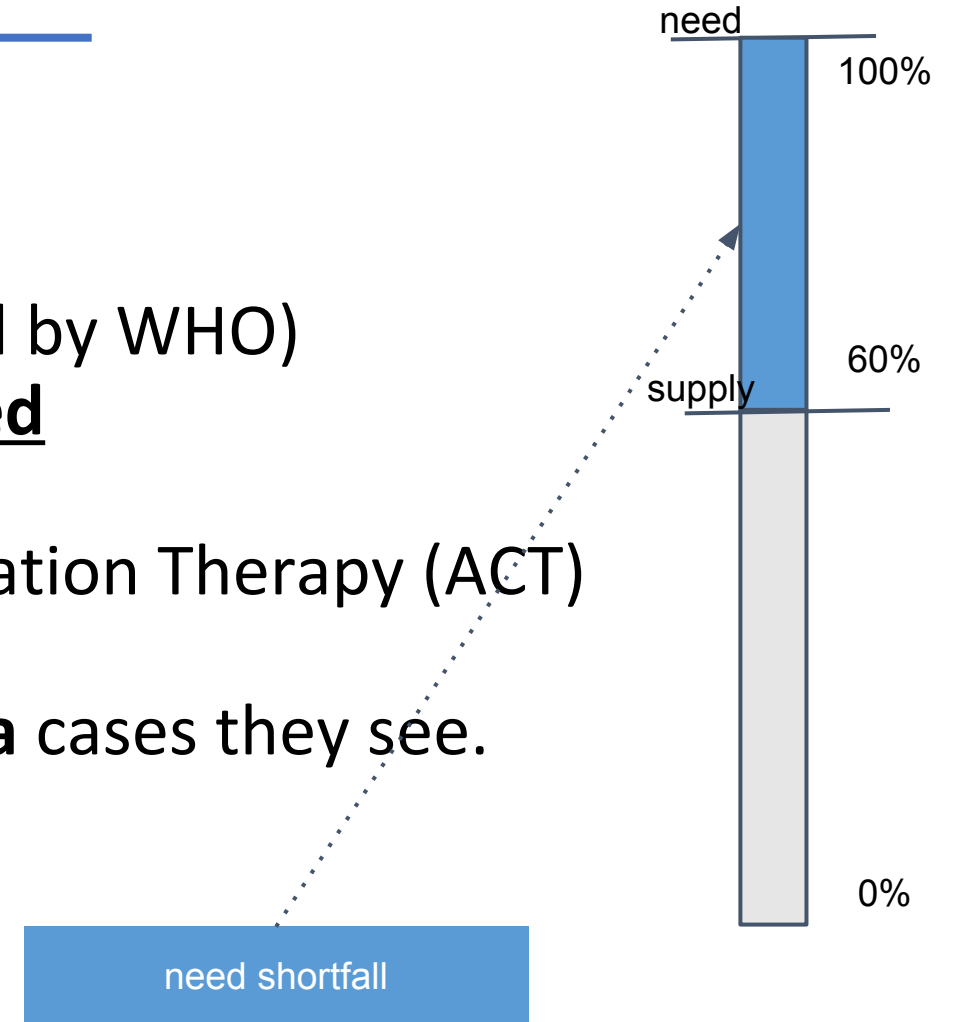 need
100%
l by WHO)
60%
ed
supply
ation Therapy (ACT)
a cases they see.
0%
need shortfall